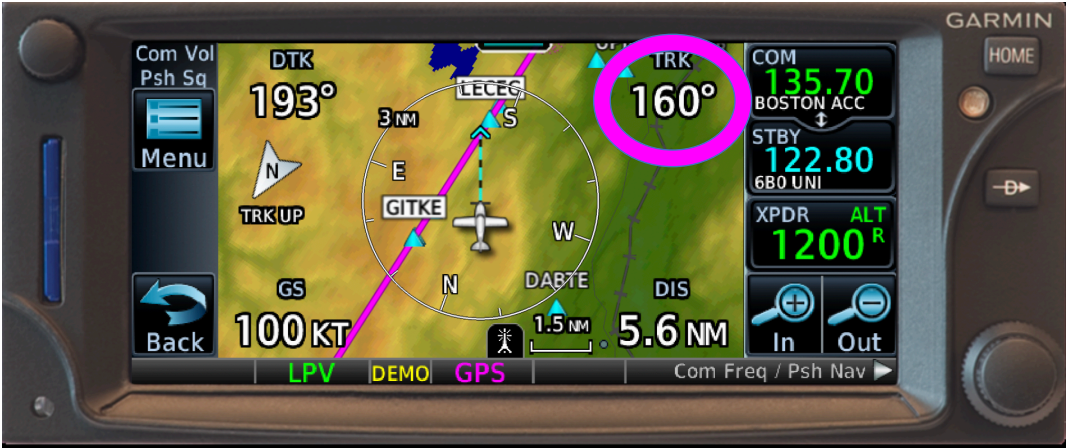 GARMIN
HOME
Com Vol
Psh Sq
Menu
Back
DTK
193°
3 NM
N
TRK UP
GS
100 KT
LECEG
S
E
GITKE
W
N
DABTE
1.5 NM
TRK
160°
DIS
5.6 NM
COM
135.70
BOSTON ACC
STBY
122.80
6B0 UNI
XPDR ALT
1200 R
In
Out
D
LPV
DEMO
GPS
Com Freq / Psh Nav